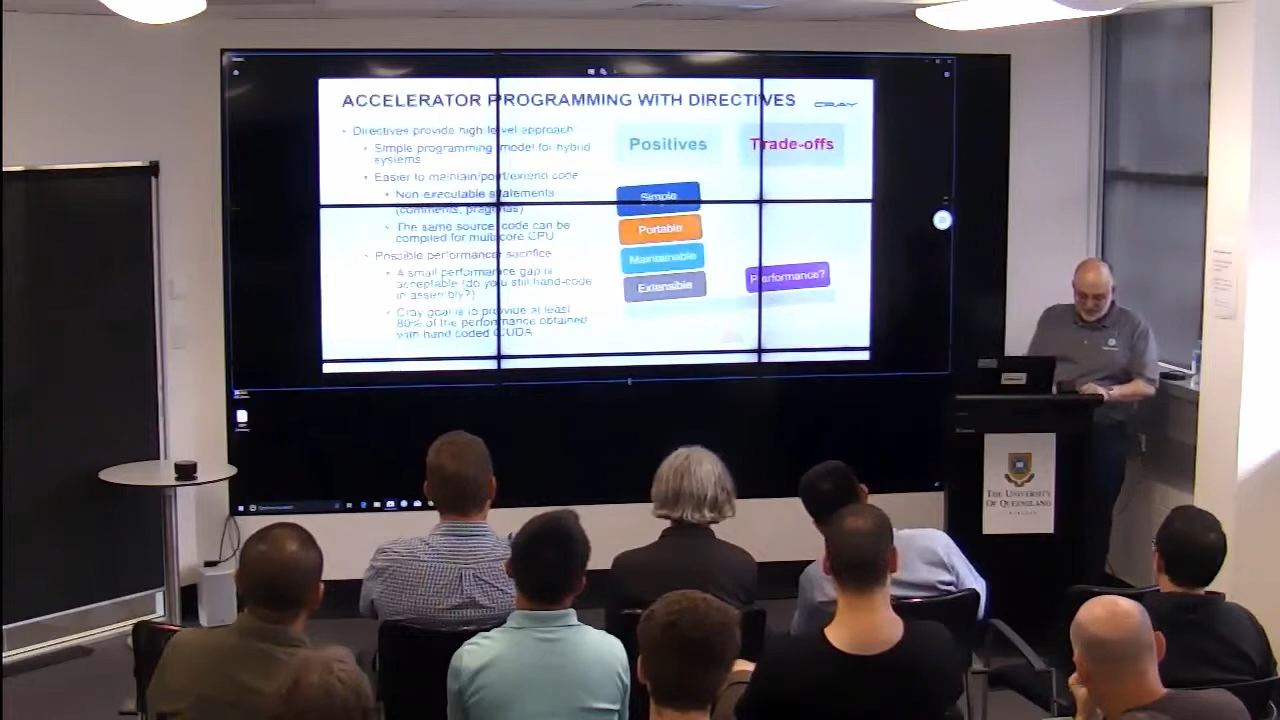 ACCELERATOR PROGRAMMING WITH DIRECTIVES
CRAY
• Directives provide high level approach
• Simple programming model for hybrid
systems
• Easier to maintain/port/extend code
• Non executable statements
(comments, pragmas)
• The same source code can be
compiled for multi core CPU
• Possible performance sacrifice
• A small performance gap is
acceptable (do you still hand-code
in assembly?)
• Cray goal is to provide at least
80% of the performance obtained
with hand coded CUDA
Positives
Trade-offs
Simple
Portable
Maintainable
Extensible
Performance?
THE UNIVERSITY
OF QUEENSLAND